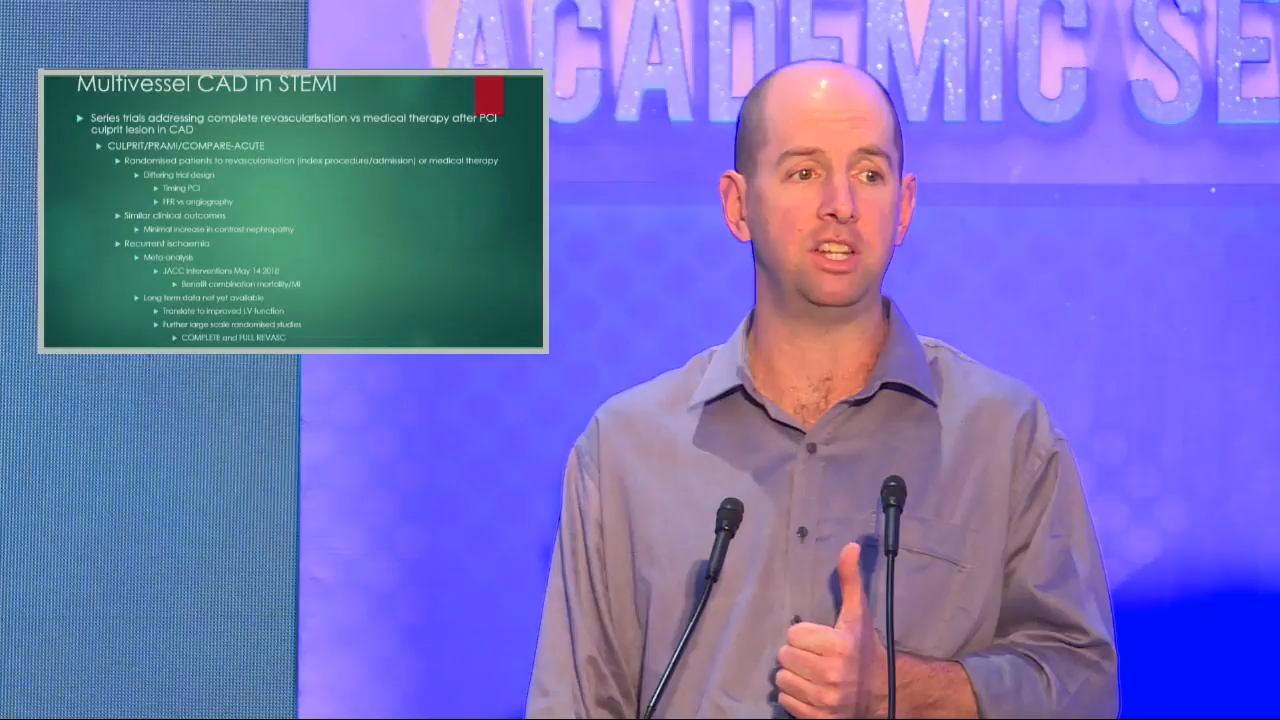 ACADEMIC SE
Multivessel CAD in STEMI
Series trials addressing complete revascularisation vs medical therapy after PCI
culprit lesion in CAD
CULPRIT/PRAMI/COMPARE-ACUTE
Randomised patients to revascularisation (index procedure/admission) or medical therapy
Differing trial design
Timing PCI
FFR vs angiography
Similar clinical outcomes
Minimal increase in contrast nephropathy
Recurrent ischaemia
Meta-analysis
JACC Interventions May 14 2018
Benefit combination mortality/MI
Long term data not yet available
Translate to improved LV function
Further large scale randomised studies
COMPLETE and FULL REVASC